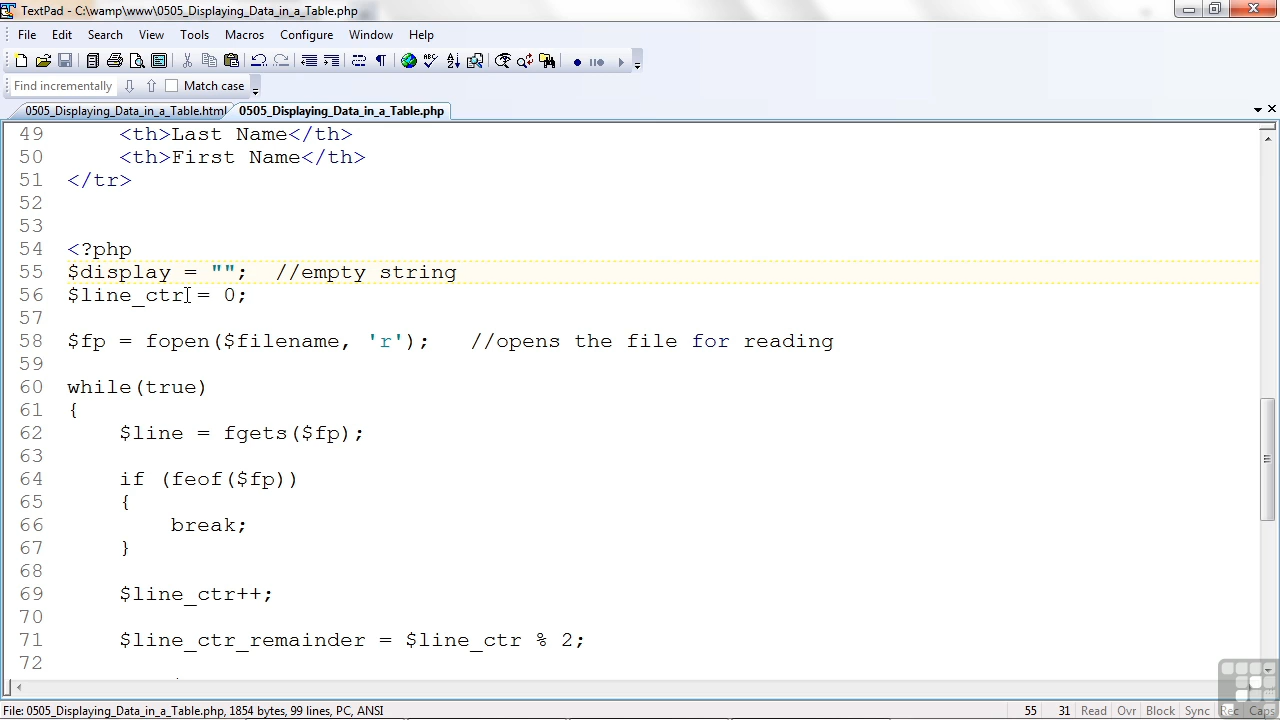 TextPad - C:\wamp\www\0505_Displaying_Data_in_a_Table.php
File Edit Search View Tools Macros Configure Window Help
Find incrementally Match case
0505_Displaying_Data_in_a_Table.html 0505_Displaying_Data_in_a_Table.php
49 <th>Last Name</th>
50 <th>First Name</th>
51 </tr>
52
53
54 <?php
55 $display = ""; //empty string
56 $line_ctr = 0;
57
58 $fp = fopen($filename, 'r'); //opens the file for reading
59
60 while(true)
61 {
62 $line = fgets($fp);
63
64 if (feof($fp))
65 {
66 break;
67 }
68
69 $line_ctr++;
70
71 $line_ctr_remainder = $line_ctr % 2;
72
File: 0505_Displaying_Data_in_a_Table.php, 1854 bytes, 99 lines, PC, ANSI 55 31 Read Ovr Block Sync Rec Caps